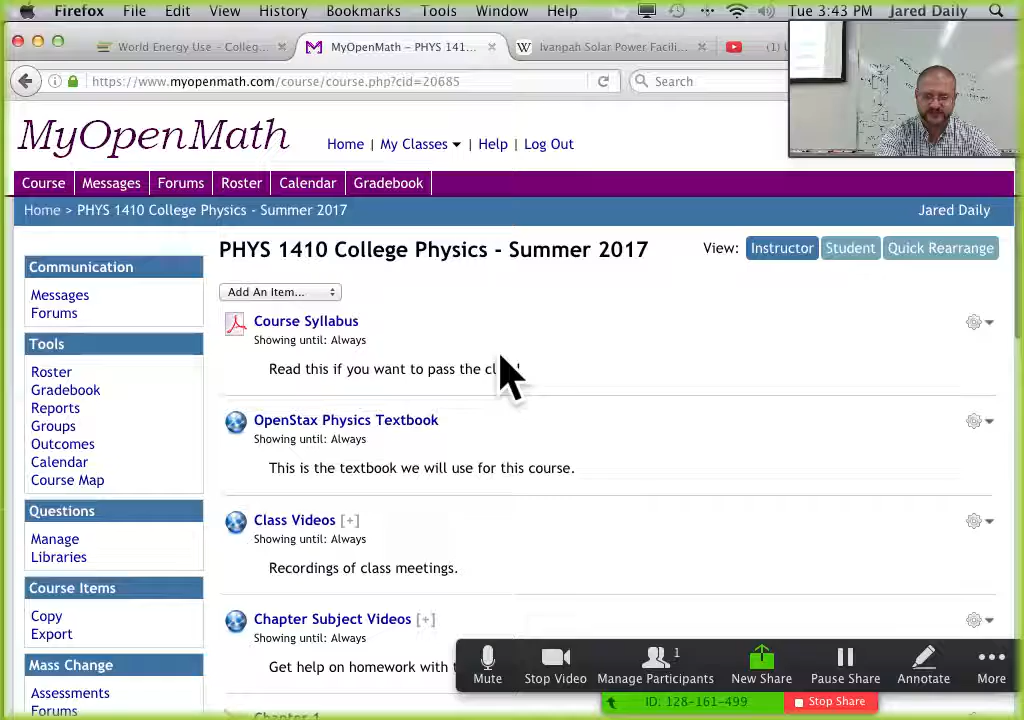 Firefox File Edit View History Bookmarks Tools Window Help Tue 3:43 PM Jared Daily
World Energy Use – Colleg...
MyOpenMath – PHYS 141...
Ivanpah Solar Power Facili...
(1) U
https://www.myopenmath.com/course/course.php?cid=20685
Search
MyOpenMath
Home | My Classes | Help | Log Out
Course Messages Forums Roster Calendar Gradebook
Home > PHYS 1410 College Physics - Summer 2017 Jared Daily
PHYS 1410 College Physics - Summer 2017
View: Instructor Student Quick Rearrange
Communication
Messages
Forums
Tools
Roster
Gradebook
Reports
Groups
Outcomes
Calendar
Course Map
Questions
Manage
Libraries
Course Items
Copy
Export
Mass Change
Assessments
Forums
Add An Item...
Course Syllabus
Showing until: Always
Read this if you want to pass the cl
OpenStax Physics Textbook
Showing until: Always
This is the textbook we will use for this course.
Class Videos [+]
Showing until: Always
Recordings of class meetings.
Chapter Subject Videos [+]
Showing until: Always
Get help on homework with t
Chapter 1
Mute Stop Video Manage Participants 1 New Share Pause Share Annotate More
ID: 128-161-499 Stop Share